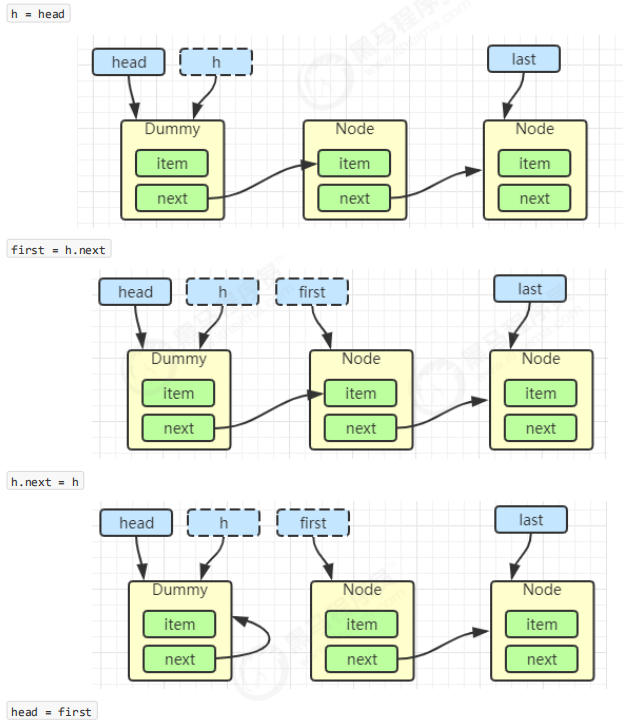 h = head
head h last
Dummy Node Node
item item item
next next next
first = h.next
head h first last
Dummy Node Node
item item item
next next next
h.next = h
head h first last
Dummy Node Node
item item item
next next next
head = first